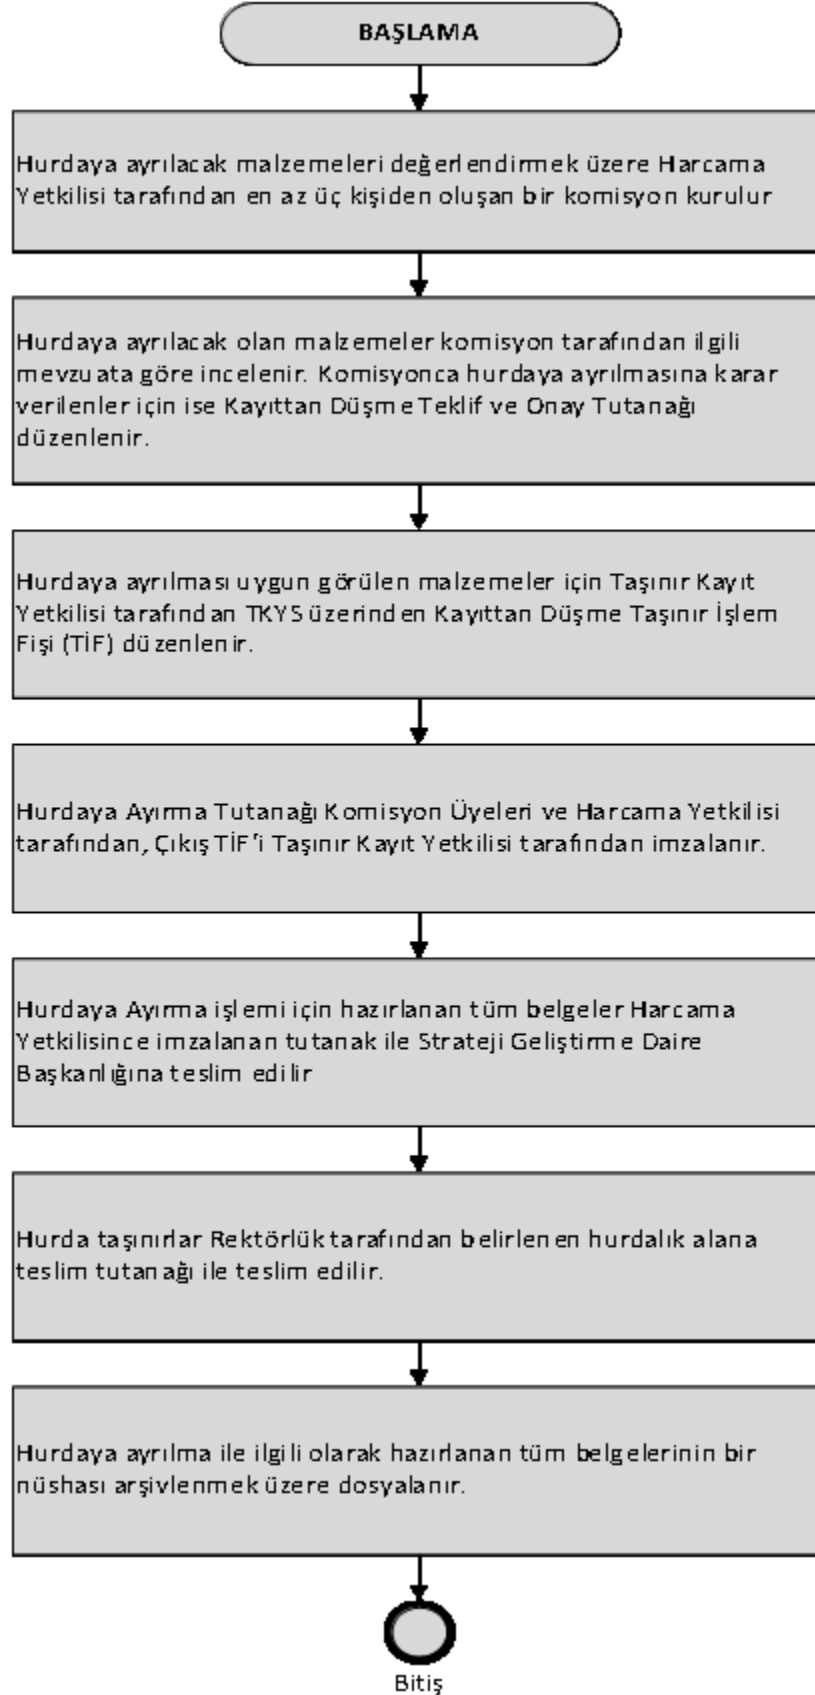 BAŞLAMA
Hurdaya ayrılacak malzemeleri değerlendirmek üzere Harcama
Yetkilisi tarafından en az üç kişiden oluşan bir komisyon kurulur
Hurdaya ayrılacak olan malzemeler komisyon tarafından ilgili
mevzuata göre incelenir. Komisyonca hurdaya ayrılmasına karar
verilenler için ise Kayıttan Düşme Teklif ve Onay Tutanağı
düzenlenir.
Hurdaya ayrılması uygun görülen malzemeler için Taşınır Kayıt
Yetkilisi tarafından TKYS üzerinden Kayıttan Düşme Taşınır İşlem
Fişi (TİF) düzenlenir.
Hurdaya Ayırma Tutanağı Komisyon Üyeleri ve Harcama Yetkilisi
tarafından, Çıkış TİF'i Taşınır Kayıt Yetkilisi tarafından imzalanır.
Hurdaya Ayırma işlemi için hazırlanan tüm belgeler Harcama
Yetkilisince imzalanan tutanak ile Strateji Geliştirme Daire
Başkanlığına teslim edilir
Hurda taşınırlar Rektörlük tarafından belirlenen hurdalık alana
teslim tutanağı ile teslim edilir.
Hurdaya ayrılma ile ilgili olarak hazırlanan tüm belgelerinin bir
nüshası arşivlenmek üzere dosyalanır.
Bitiş